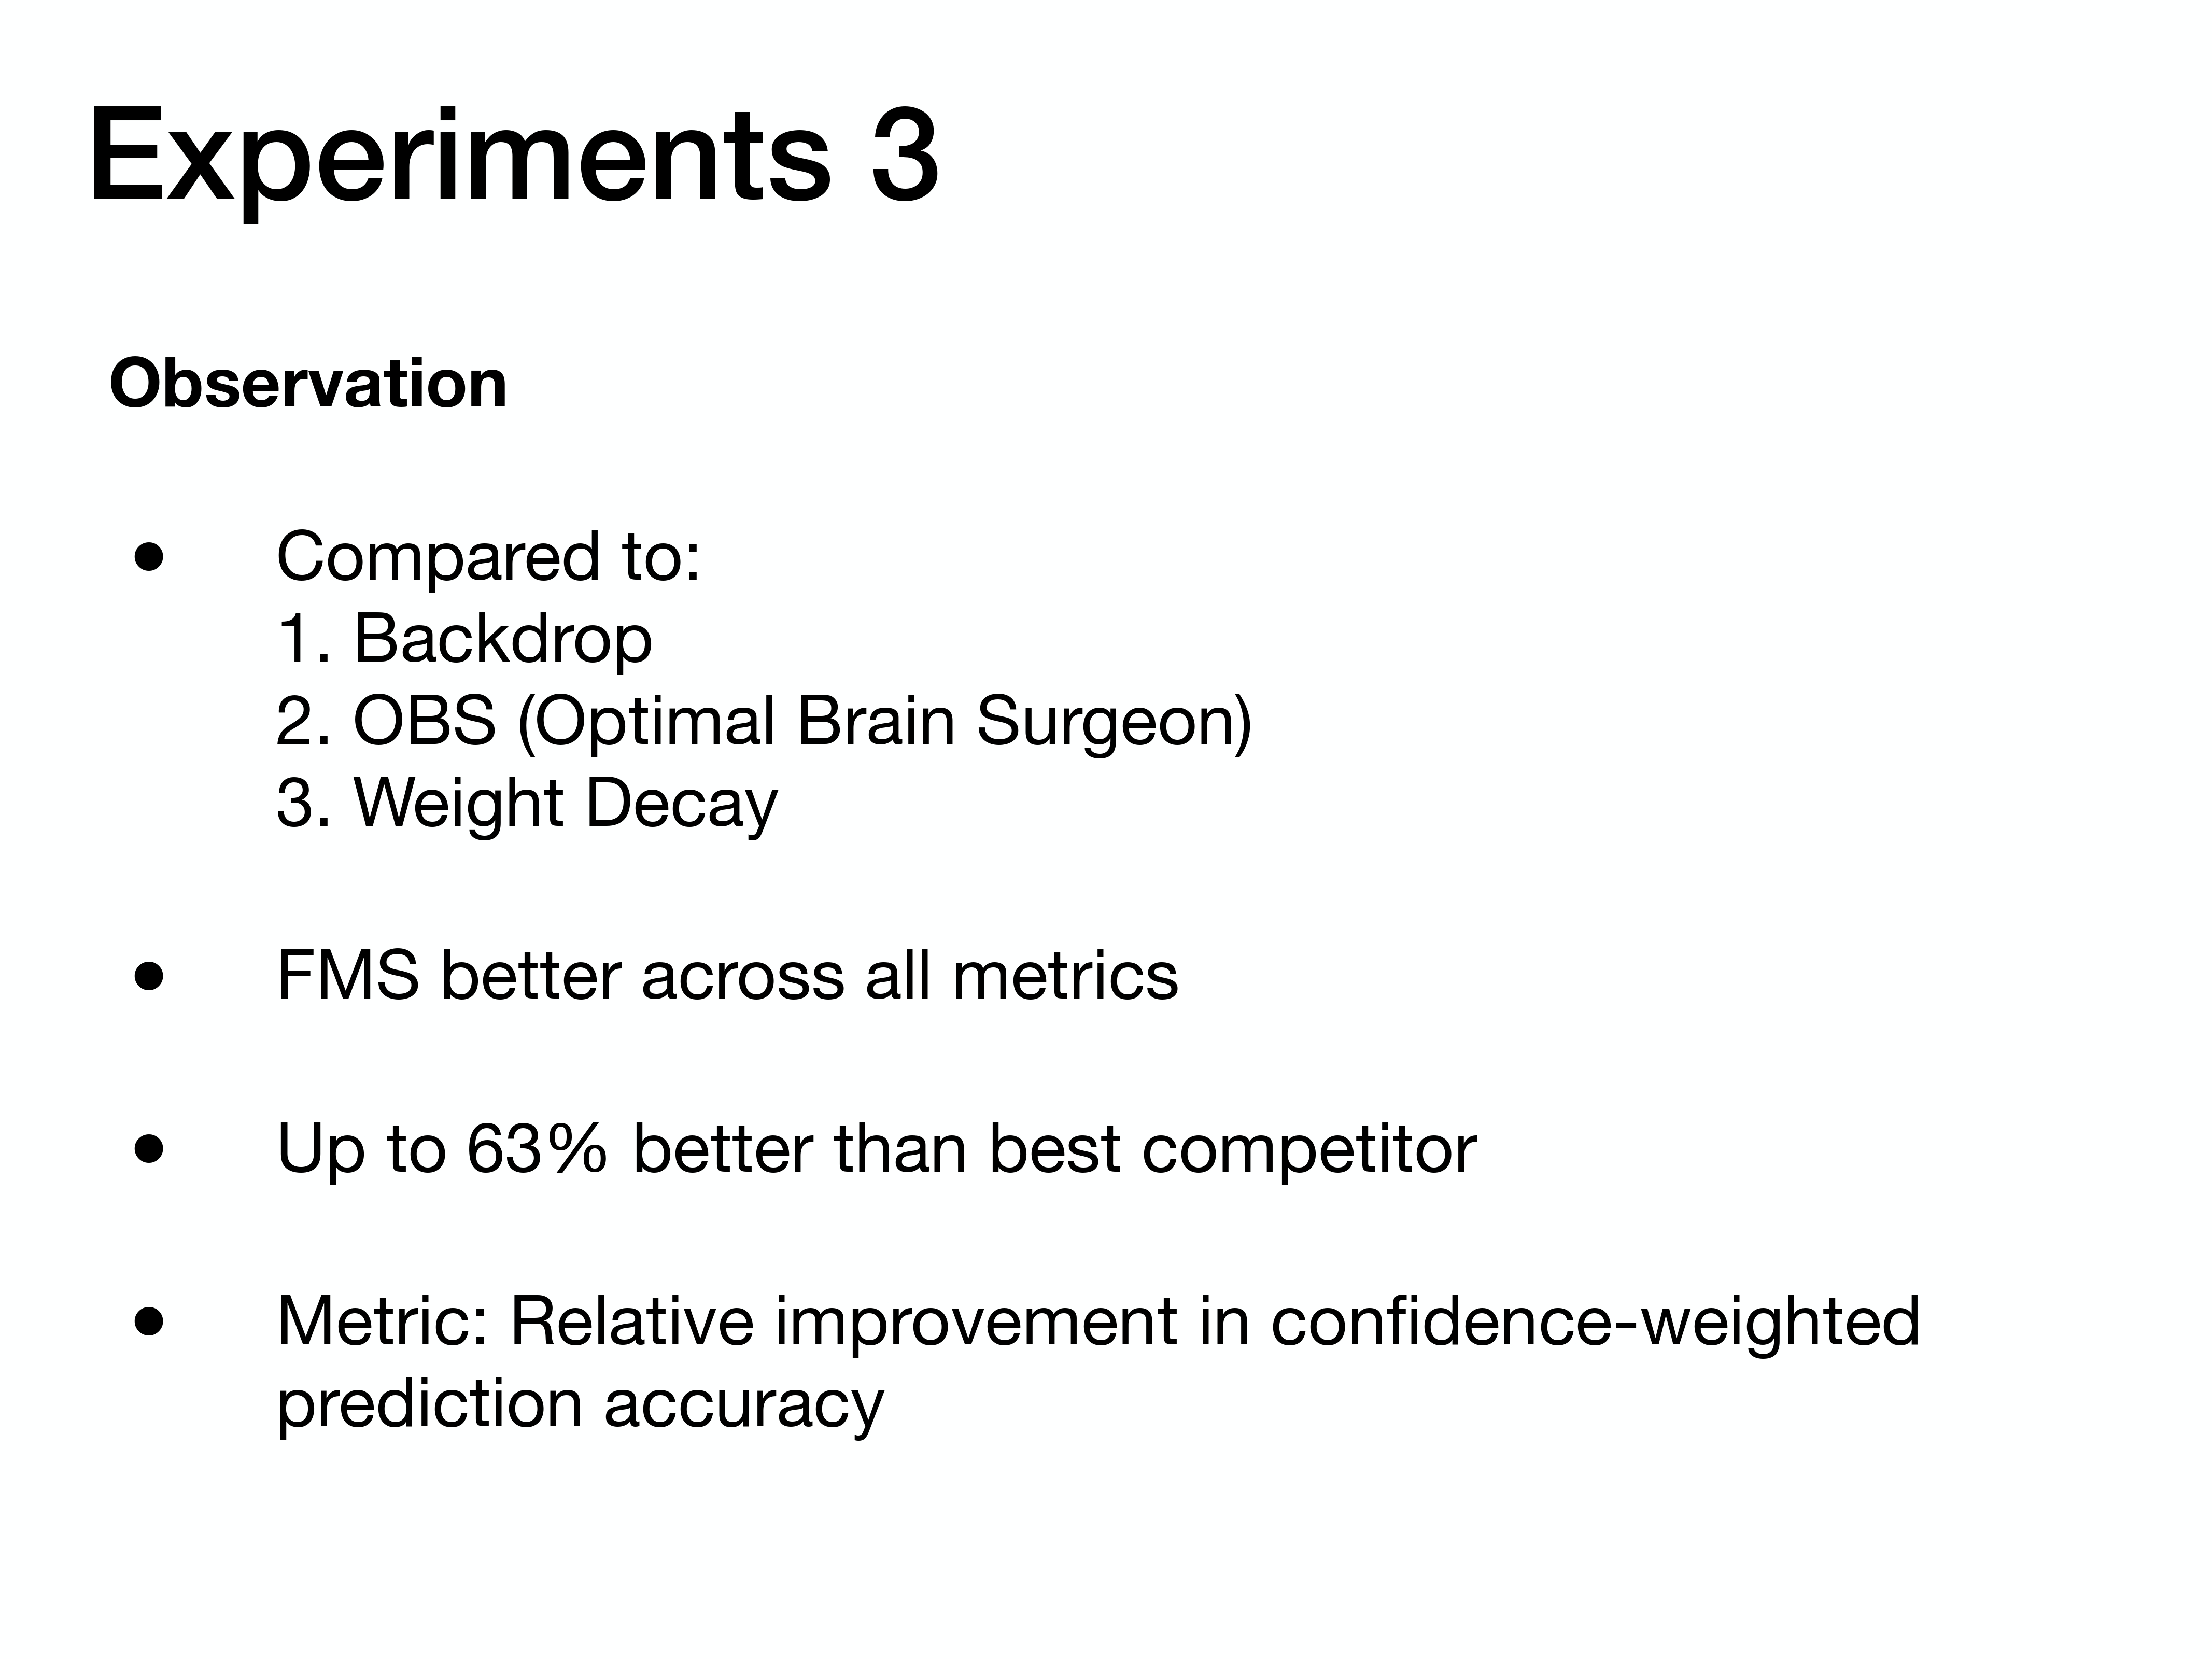 Experiments 3
Observation
● Compared to:
1. Backdrop
2. OBS (Optimal Brain Surgeon)
3. Weight Decay
● FMS better across all metrics
● Up to 63% better than best competitor
● Metric: Relative improvement in confidence-weighted
prediction accuracy